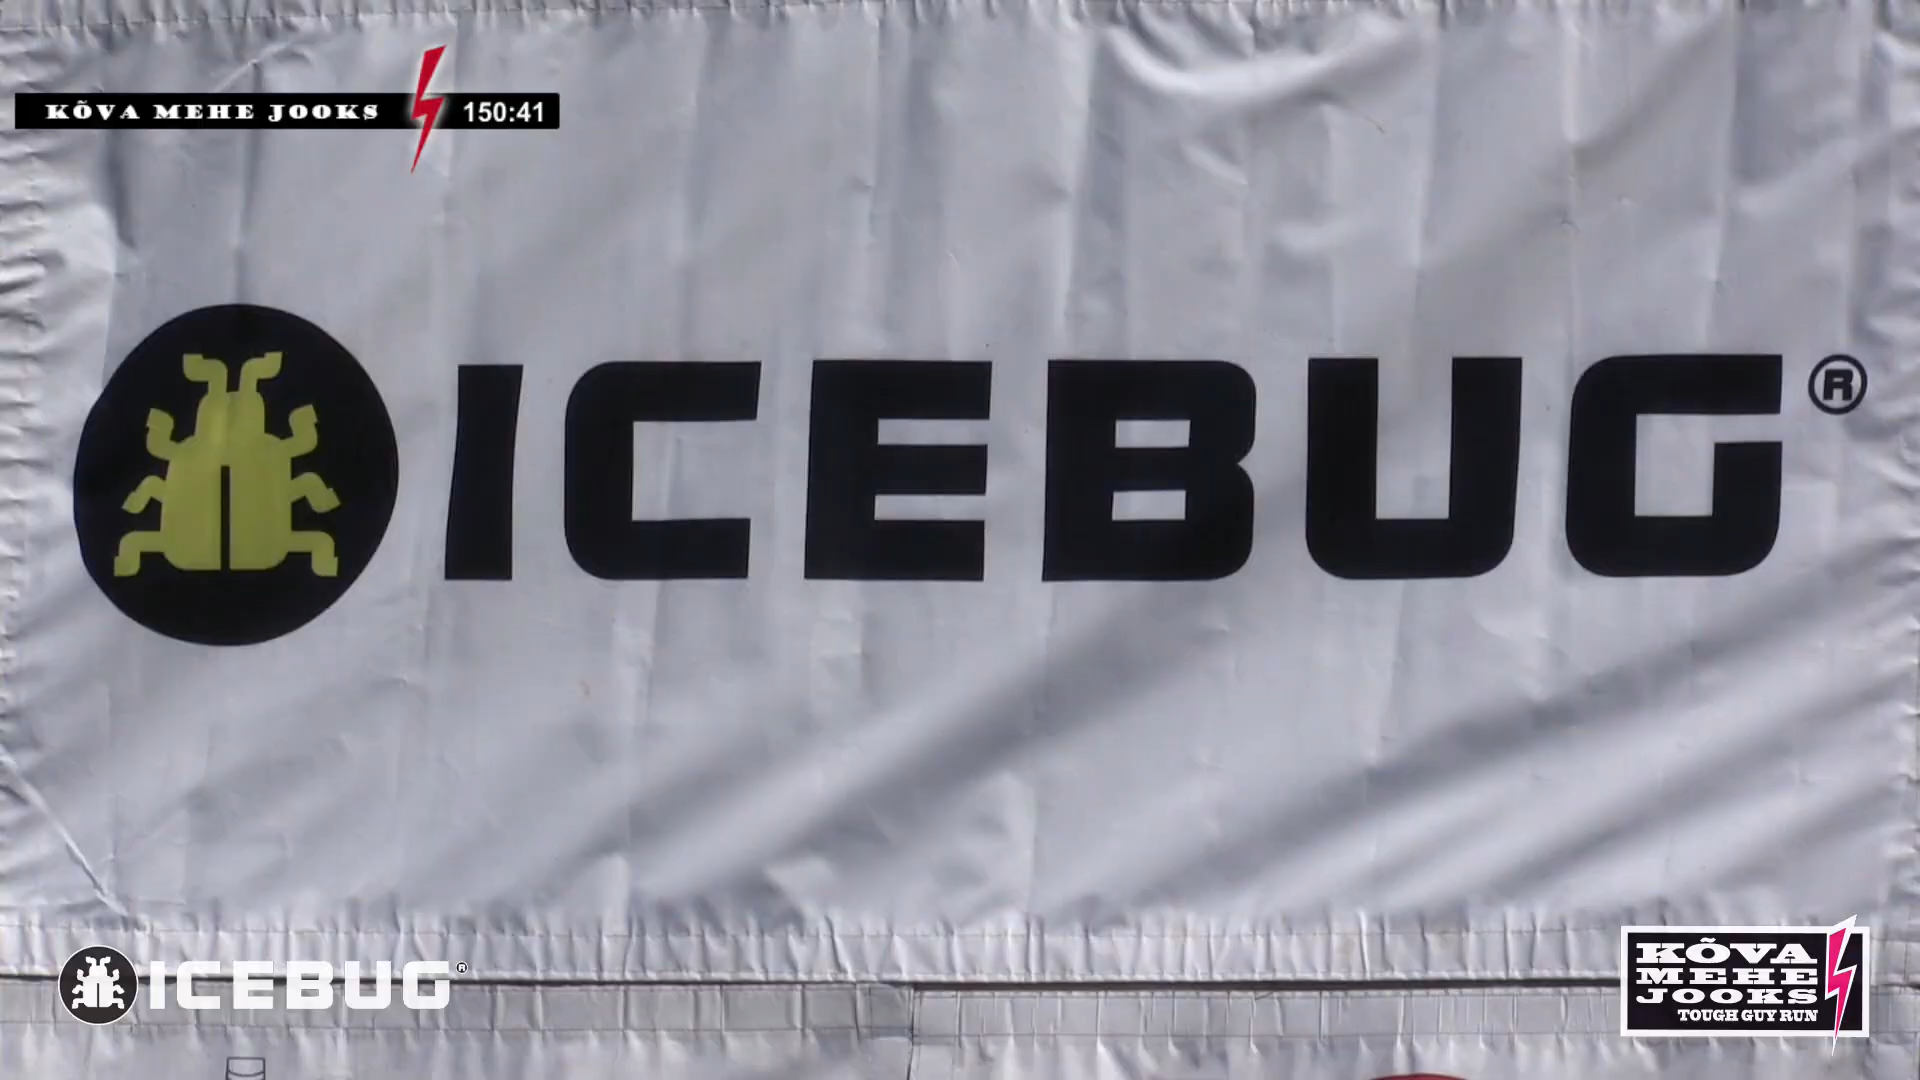 KÕVA MEHE JOOKS 150:41
ICEBUG®
ICEBUG®
KÕVA
MEHE
JOOKS
TOUGH GUY RUN